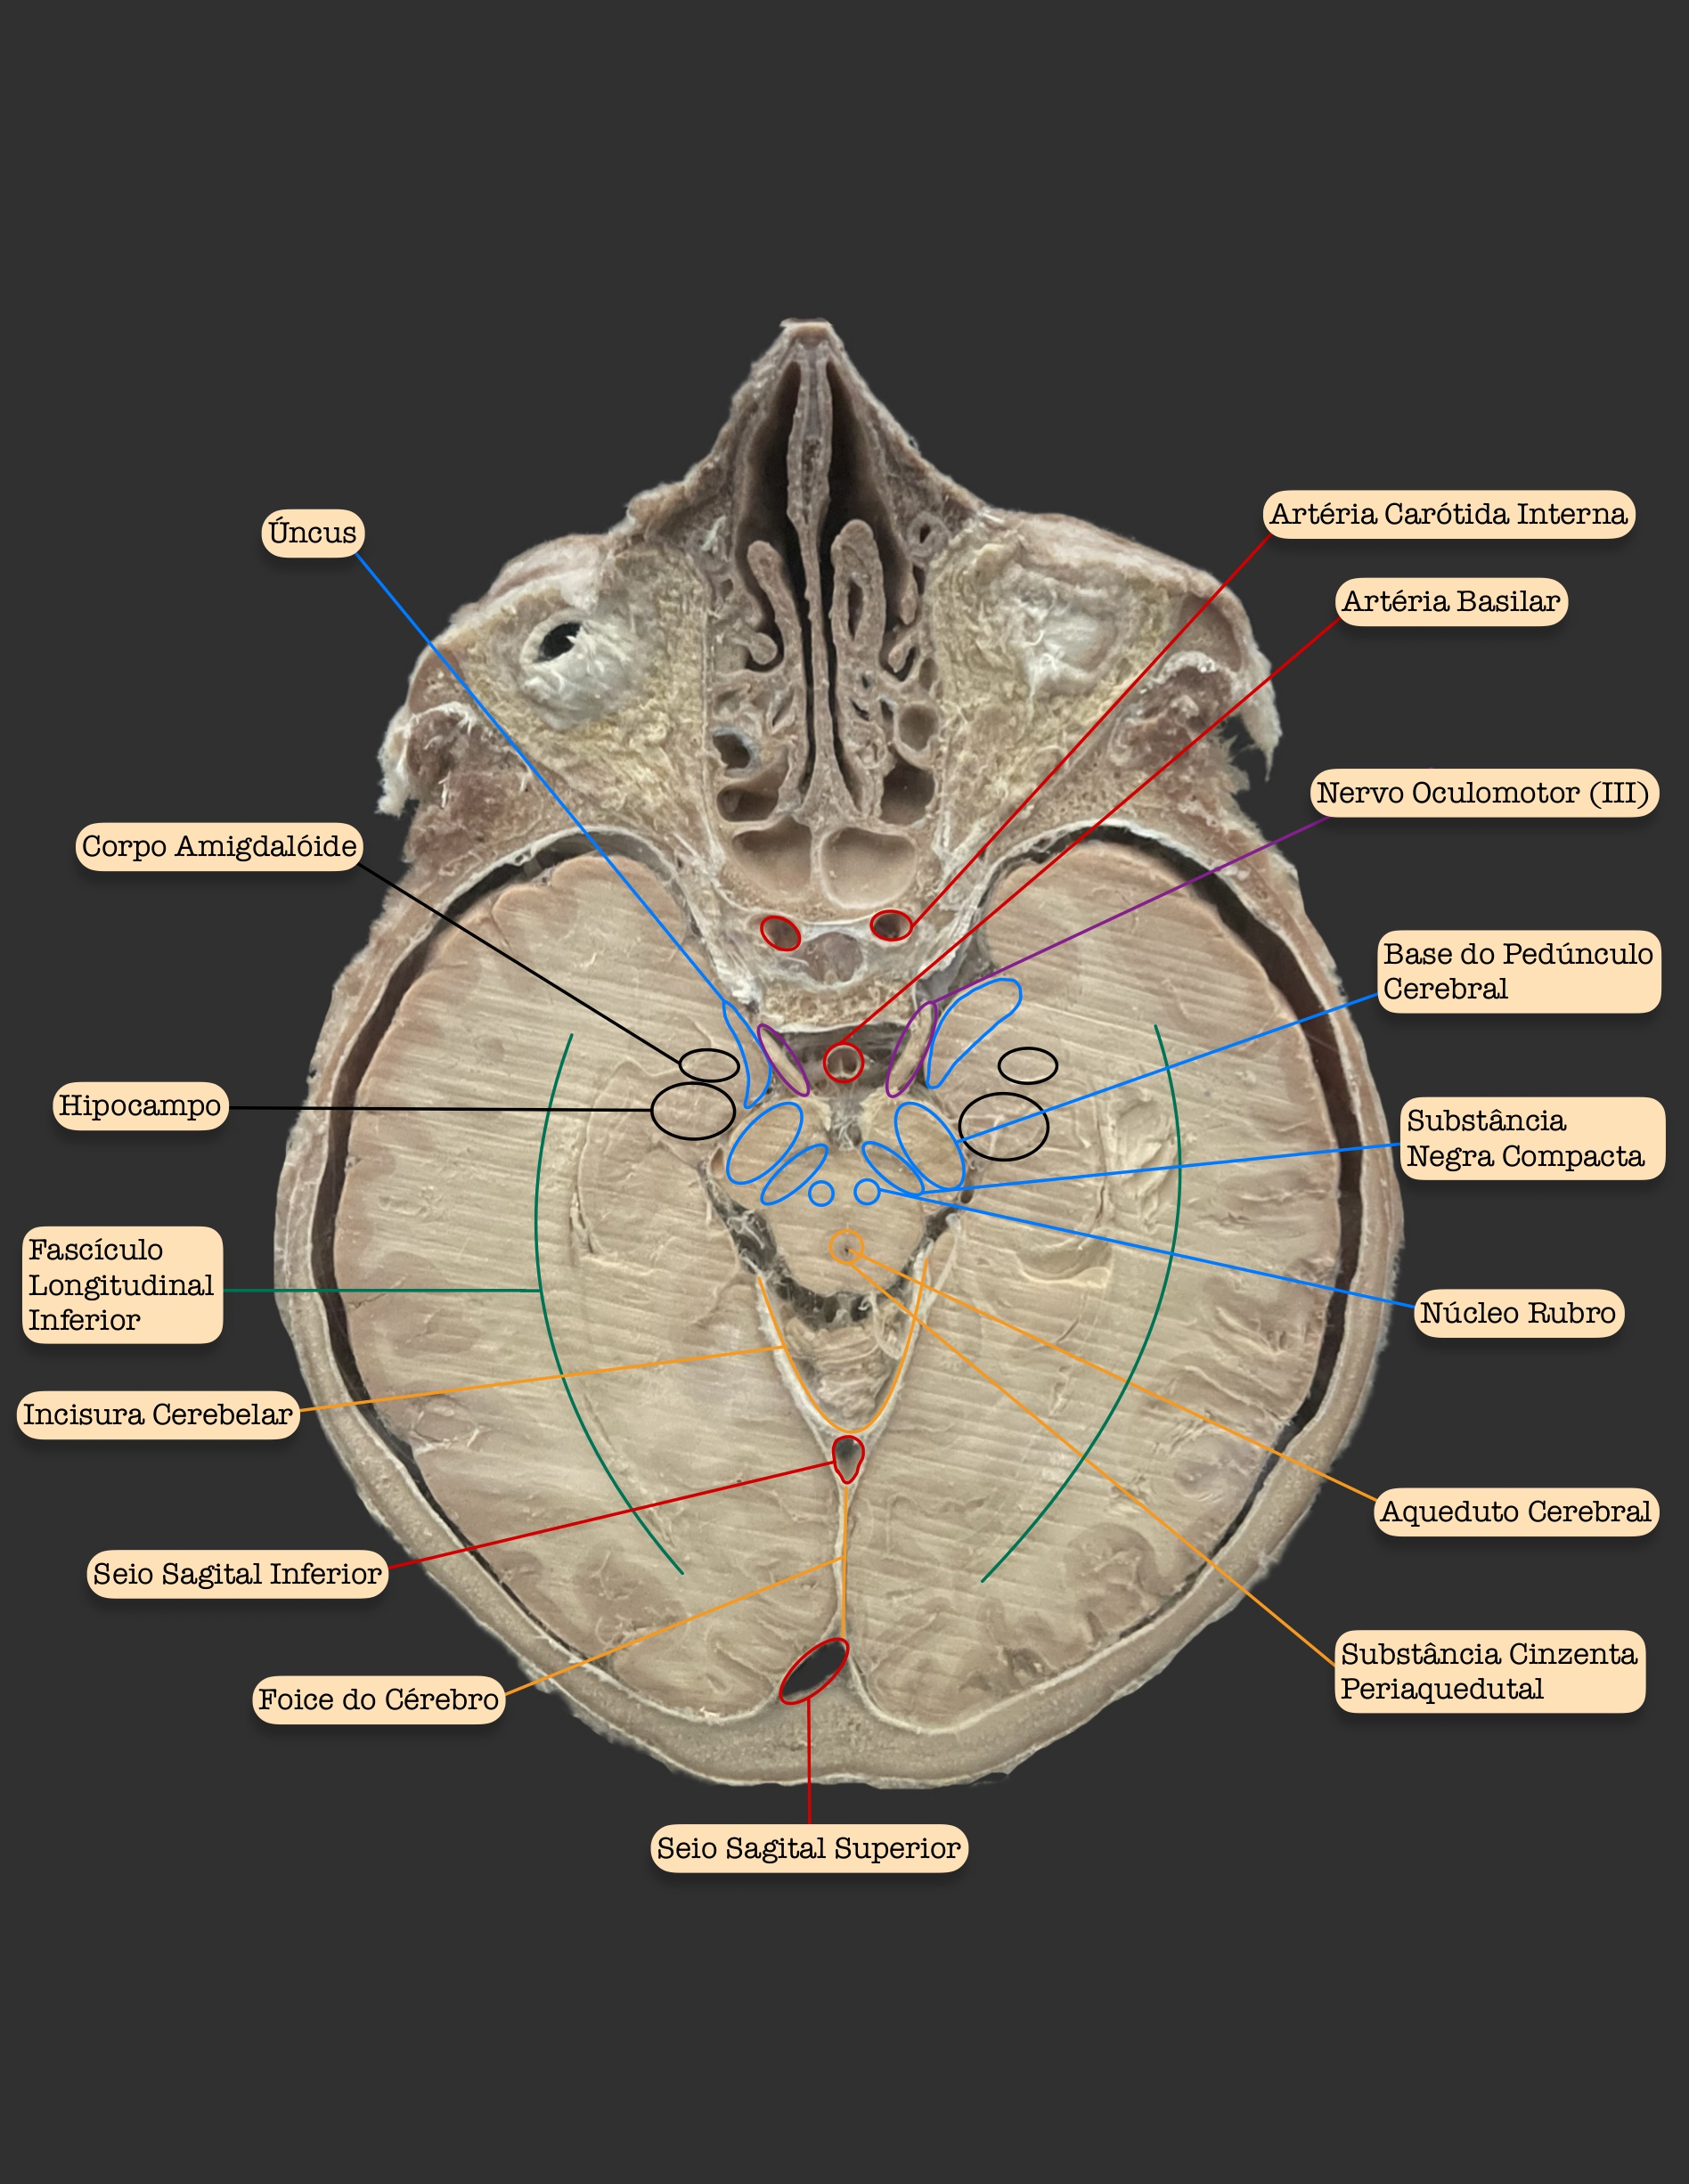 Úncus
Artéria Carótida Interna
Artéria Basilar
Nervo Oculomotor (III)
Corpo Amigdalóide
Base do Pedúnculo
Cerebral
Hipocampo
Substância
Negra Compacta
Fascículo
Longitudinal
Inferior
Núcleo Rubro
Incisura Cerebelar
Aqueduto Cerebral
Seio Sagital Inferior
Substância Cinzenta
Periaquedutal
Foice do Cérebro
Seio Sagital Superior